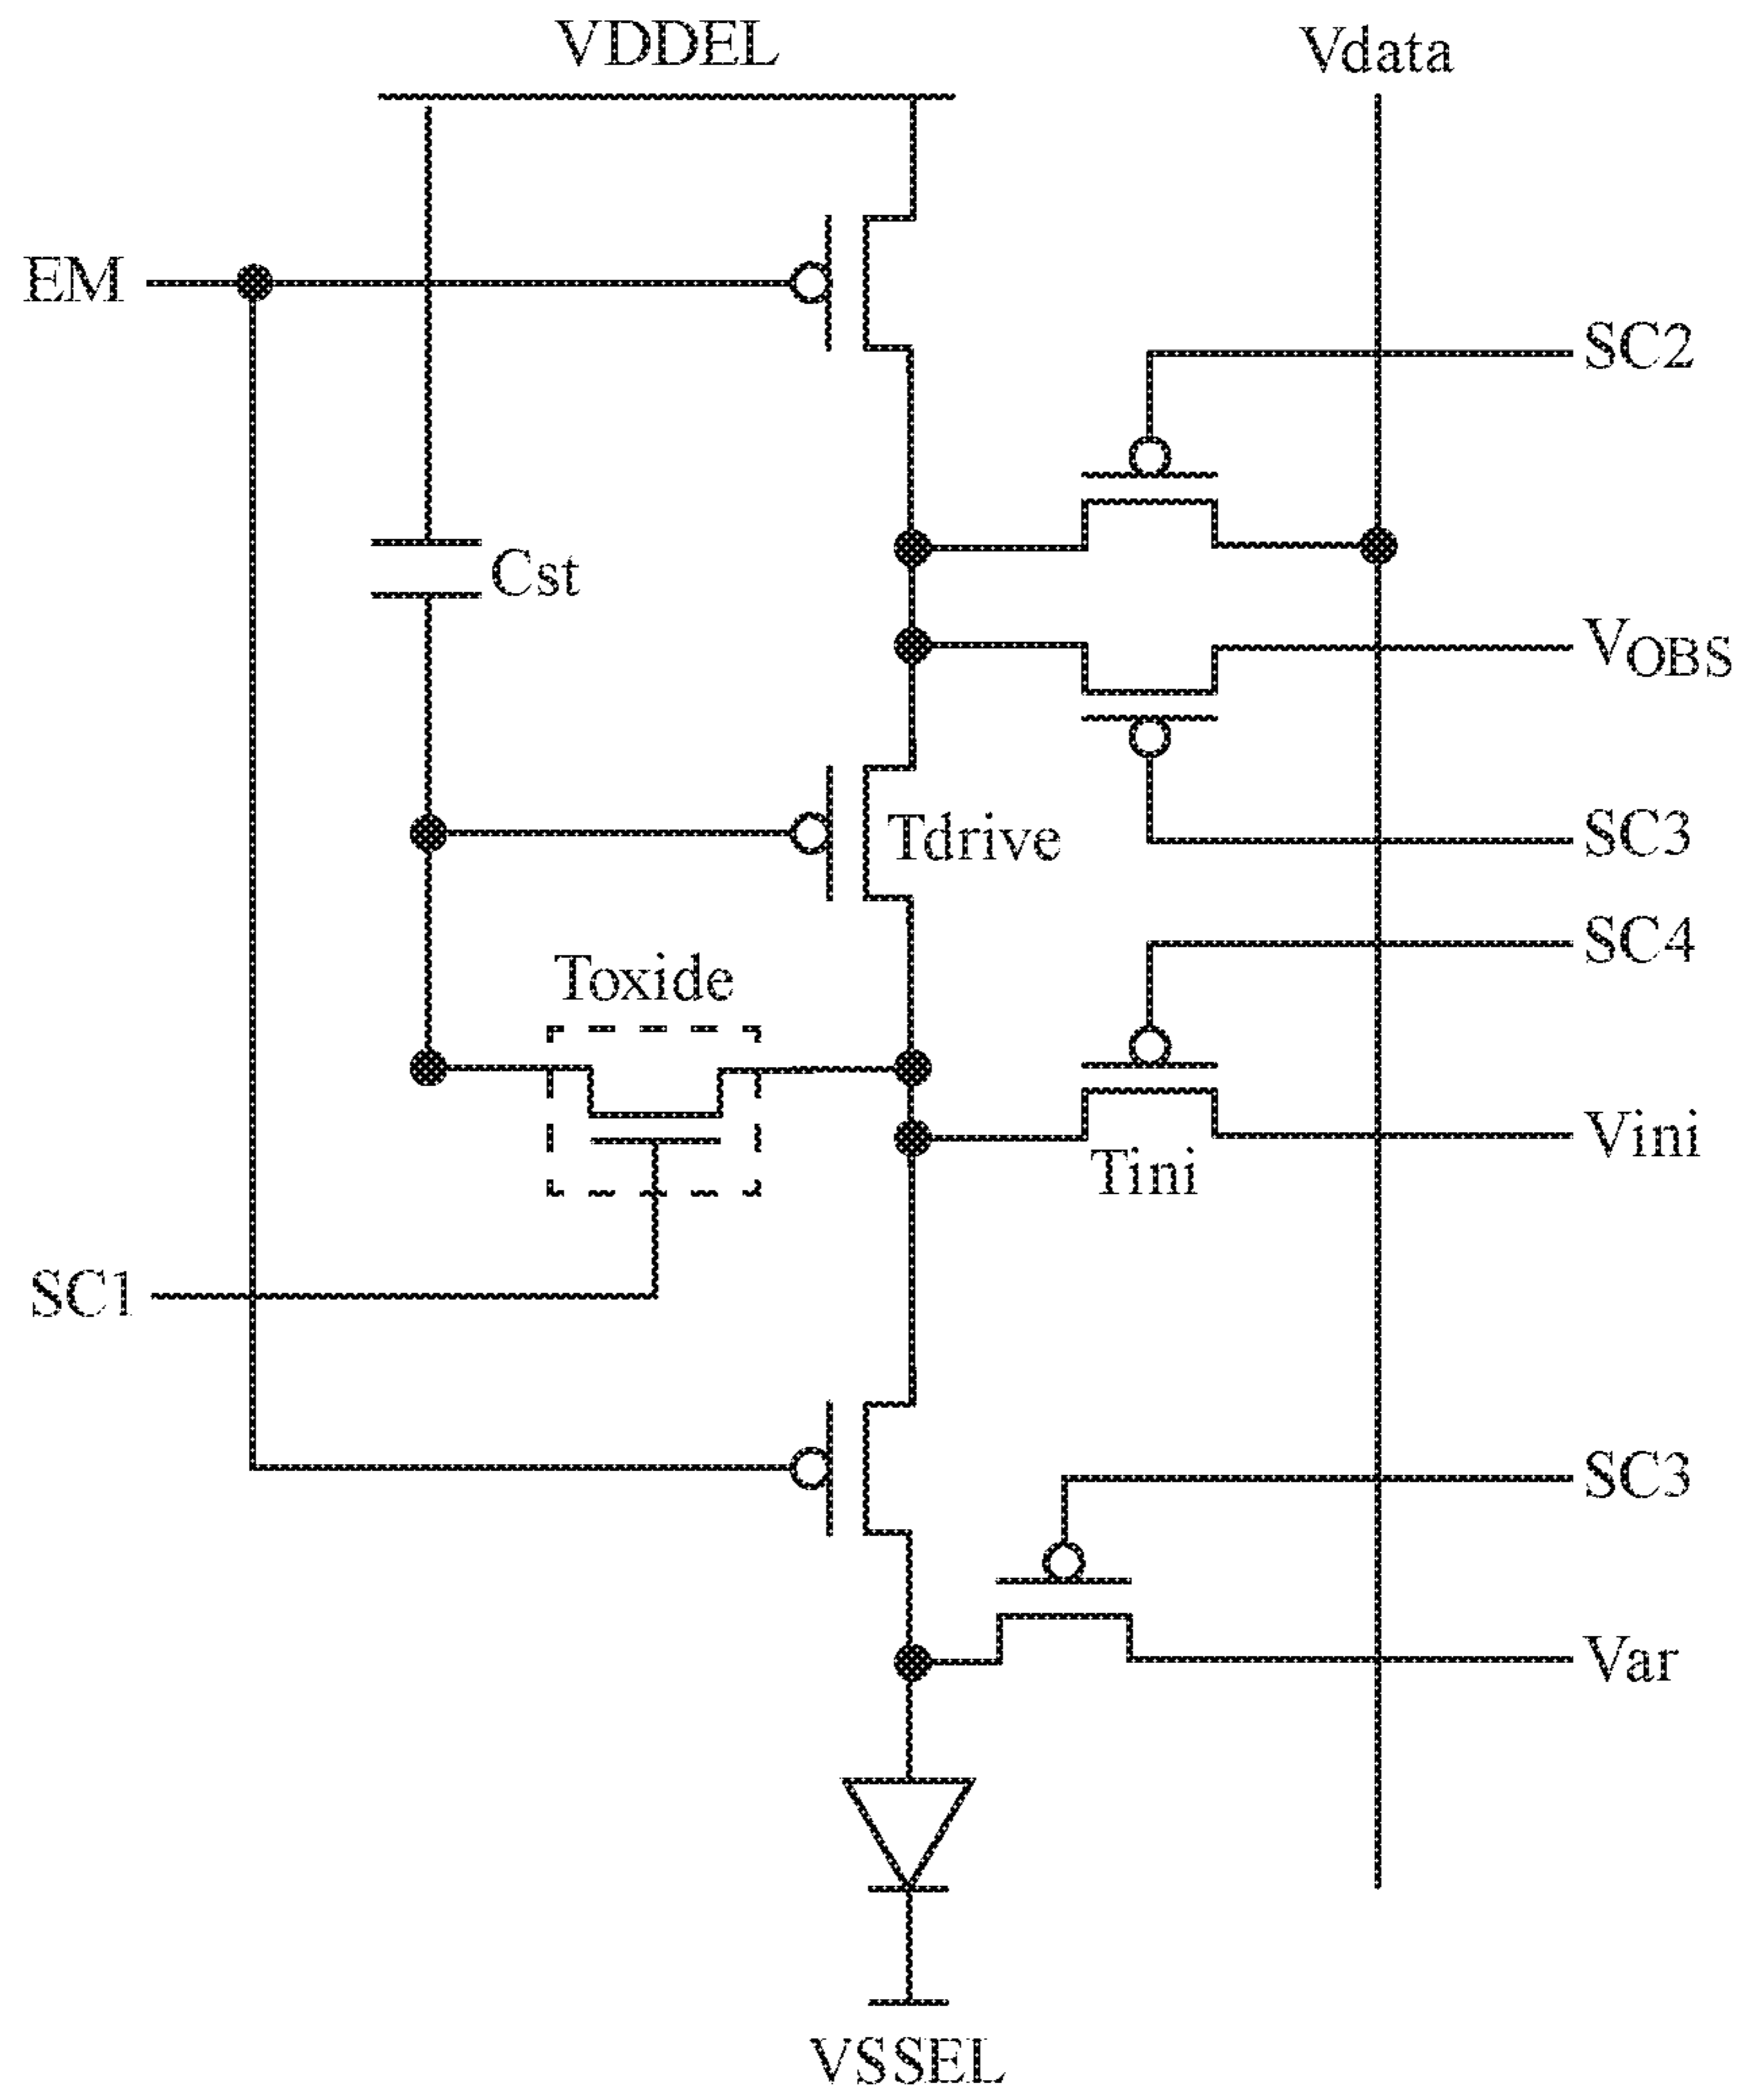 VDDEL
Vdata
EM
SC2
Cst
VOBS
Tdrive
SC3
SC4
Toxide
Vini
Tini
SC1
SC3
Var
VSSEL